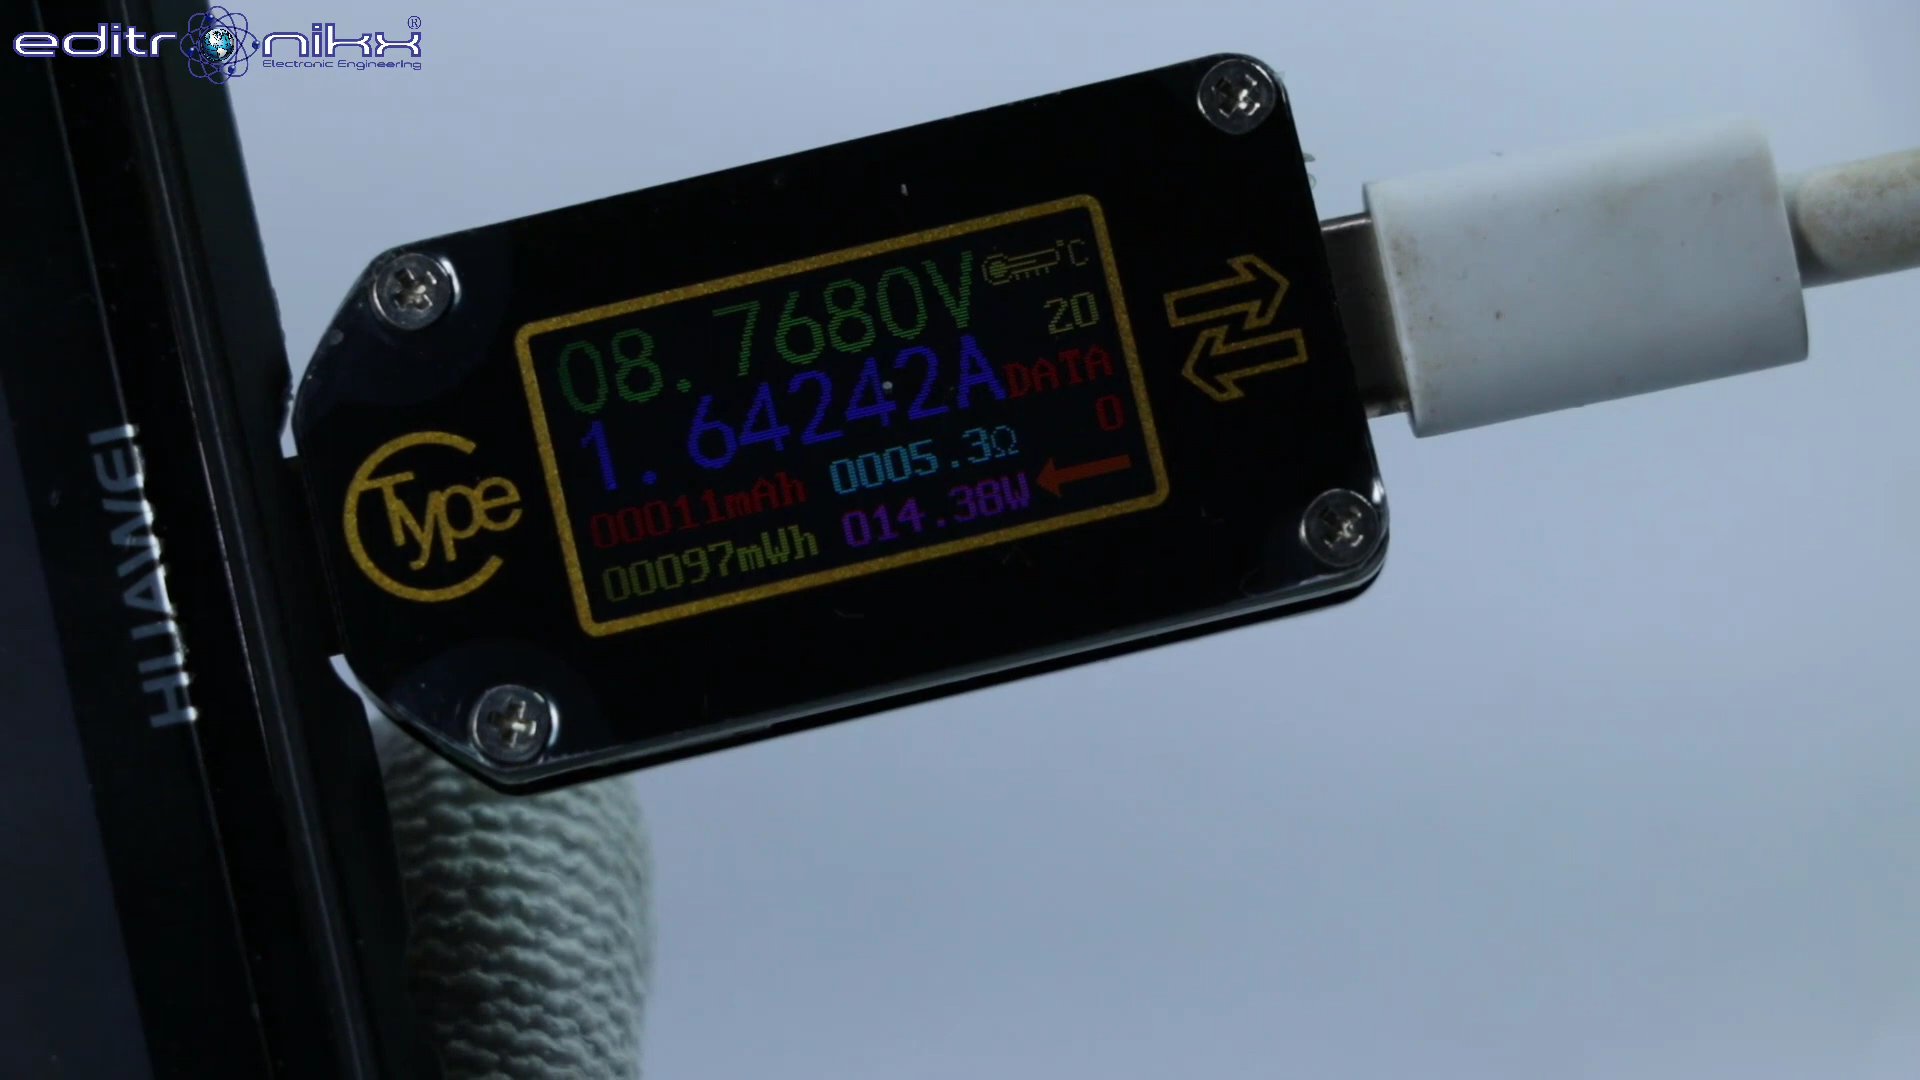 editronikx®
Electronic Engineering
08.7680V °C
20
1.64242A DATA
0
00011mAh 0005.3Ω
00097mWh 014.38W
Type C
HUAWEI